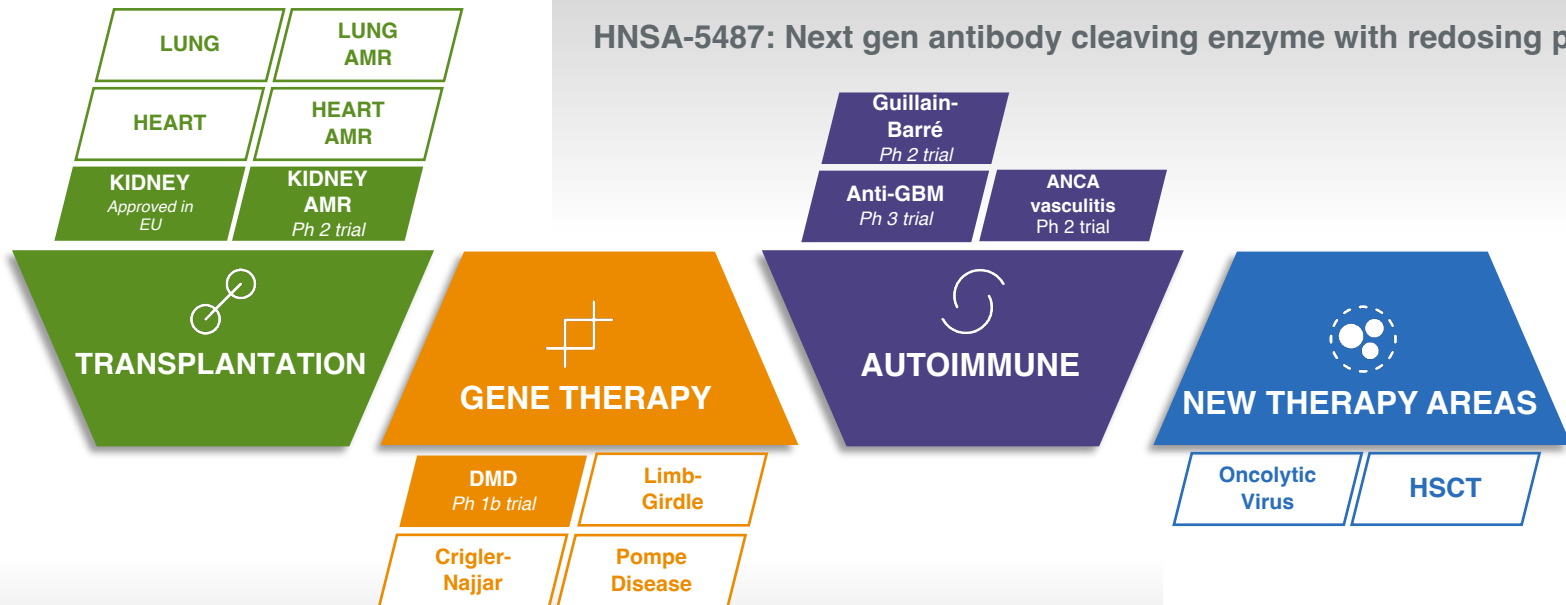 HNSA-5487: Next gen antibody cleaving enzyme with redosing
LUNG
LUNG
AMR
HEART
HEART
AMR
KIDNEY
Approved in
EU
KIDNEY
AMR
Ph 2 trial
TRANSPLANTATION
GENE THERAPY
DMD
Ph 1b trial
Limb-
Girdle
Crigler-
Najjar
Pompe
Disease
Guillain-
Barré
Ph 2 trial
Anti-GBM
Ph 3 trial
ANCA
vasculitis
Ph 2 trial
AUTOIMMUNE
NEW THERAPY AREAS
Oncolytic
Virus
HSCT